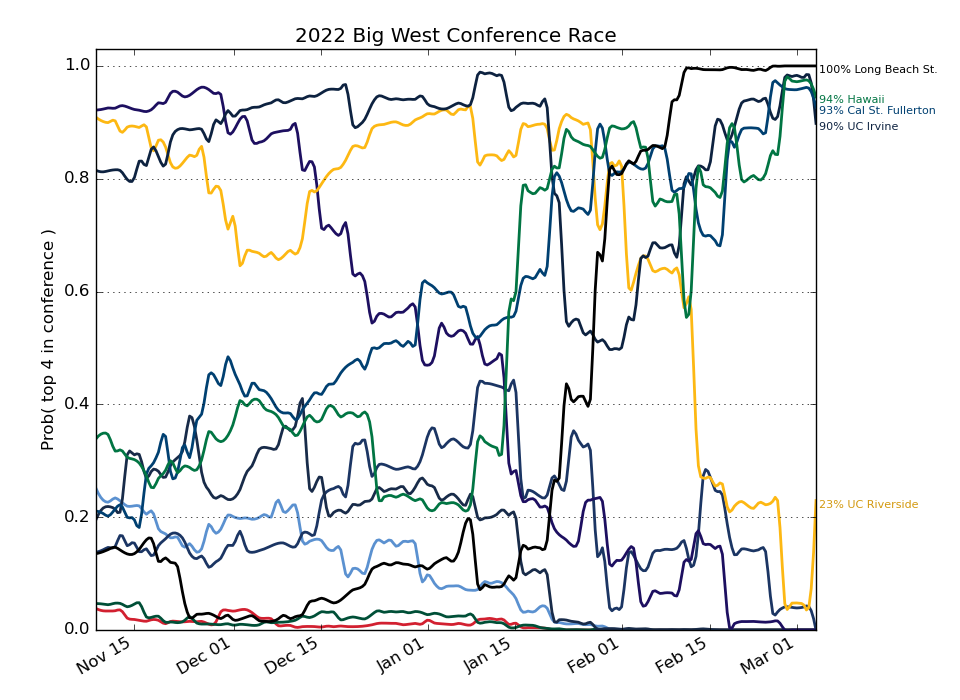 2022 Big West Conference Race
Prob( top 4 in conference )
1.0
0.8
0.6
0.4
0.2
0.0
100% Long Beach St.
94% Hawaii
93% Cal St. Fullerton
90% UC Irvine
23% UC Riverside
Nov 15
Dec 01
Dec 15
Jan 01
Jan 15
Feb 01
Feb 15
Mar 01